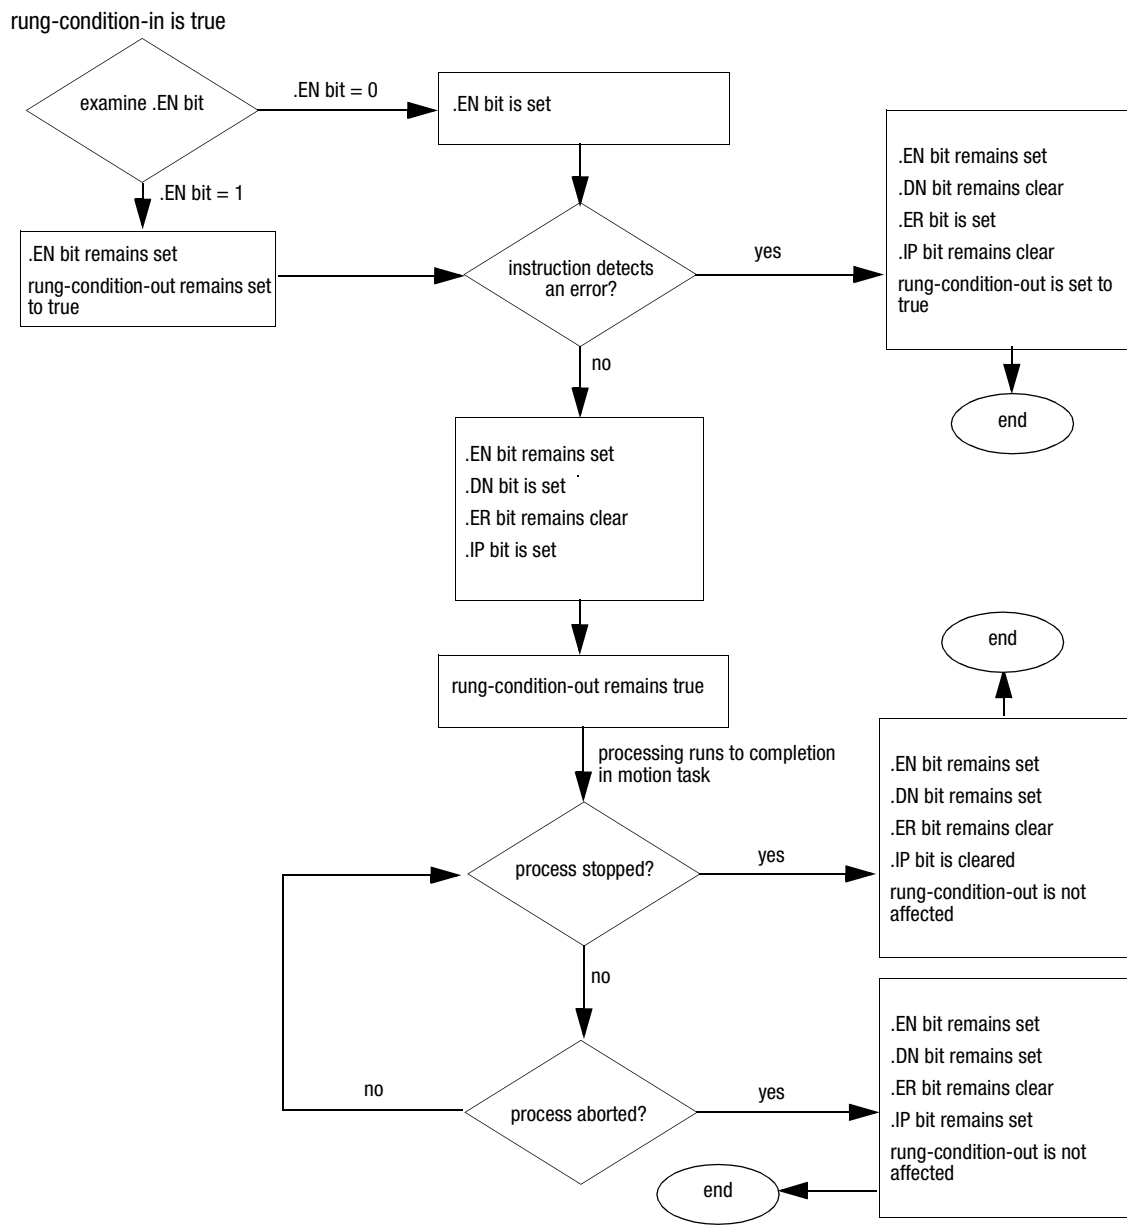 rung-condition-in is true
examine .EN bit
.EN bit = 0
.EN bit is set
.EN bit = 1
.EN bit remains set
rung-condition-out remains set
to true
instruction detects
an error?
yes
.EN bit remains set
.DN bit remains clear
.ER bit is set
.IP bit remains clear
rung-condition-out is set to
true
end
no
.EN bit remains set
.DN bit is set
.ER bit remains clear
.IP bit is set
rung-condition-out remains true
processing runs to completion
in motion task
process stopped?
yes
.EN bit remains set
.DN bit remains set
.ER bit remains clear
.IP bit is cleared
rung-condition-out is not
affected
end
no
process aborted?
no
yes
.EN bit remains set
.DN bit remains set
.ER bit remains clear
.IP bit remains set
rung-condition-out is not
affected
end